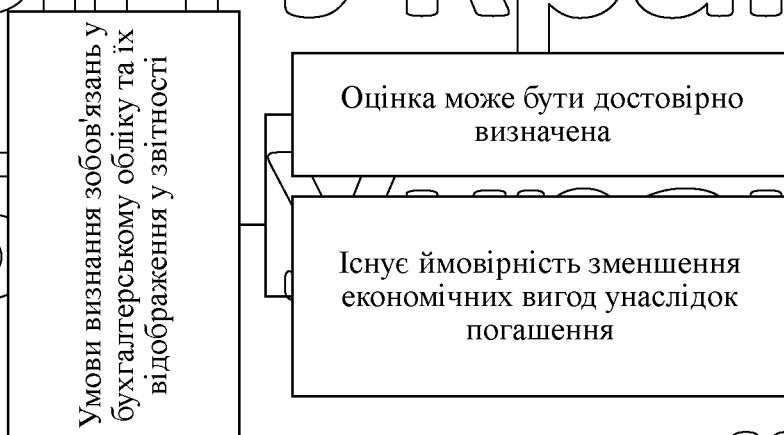 Умови визнання зобов'язань у
бухгалтерському обліку та їх
відображення у звітності
Оцінка може бути достовірно
визначена
Існує ймовірність зменшення
економічних вигод унаслідок
погашення